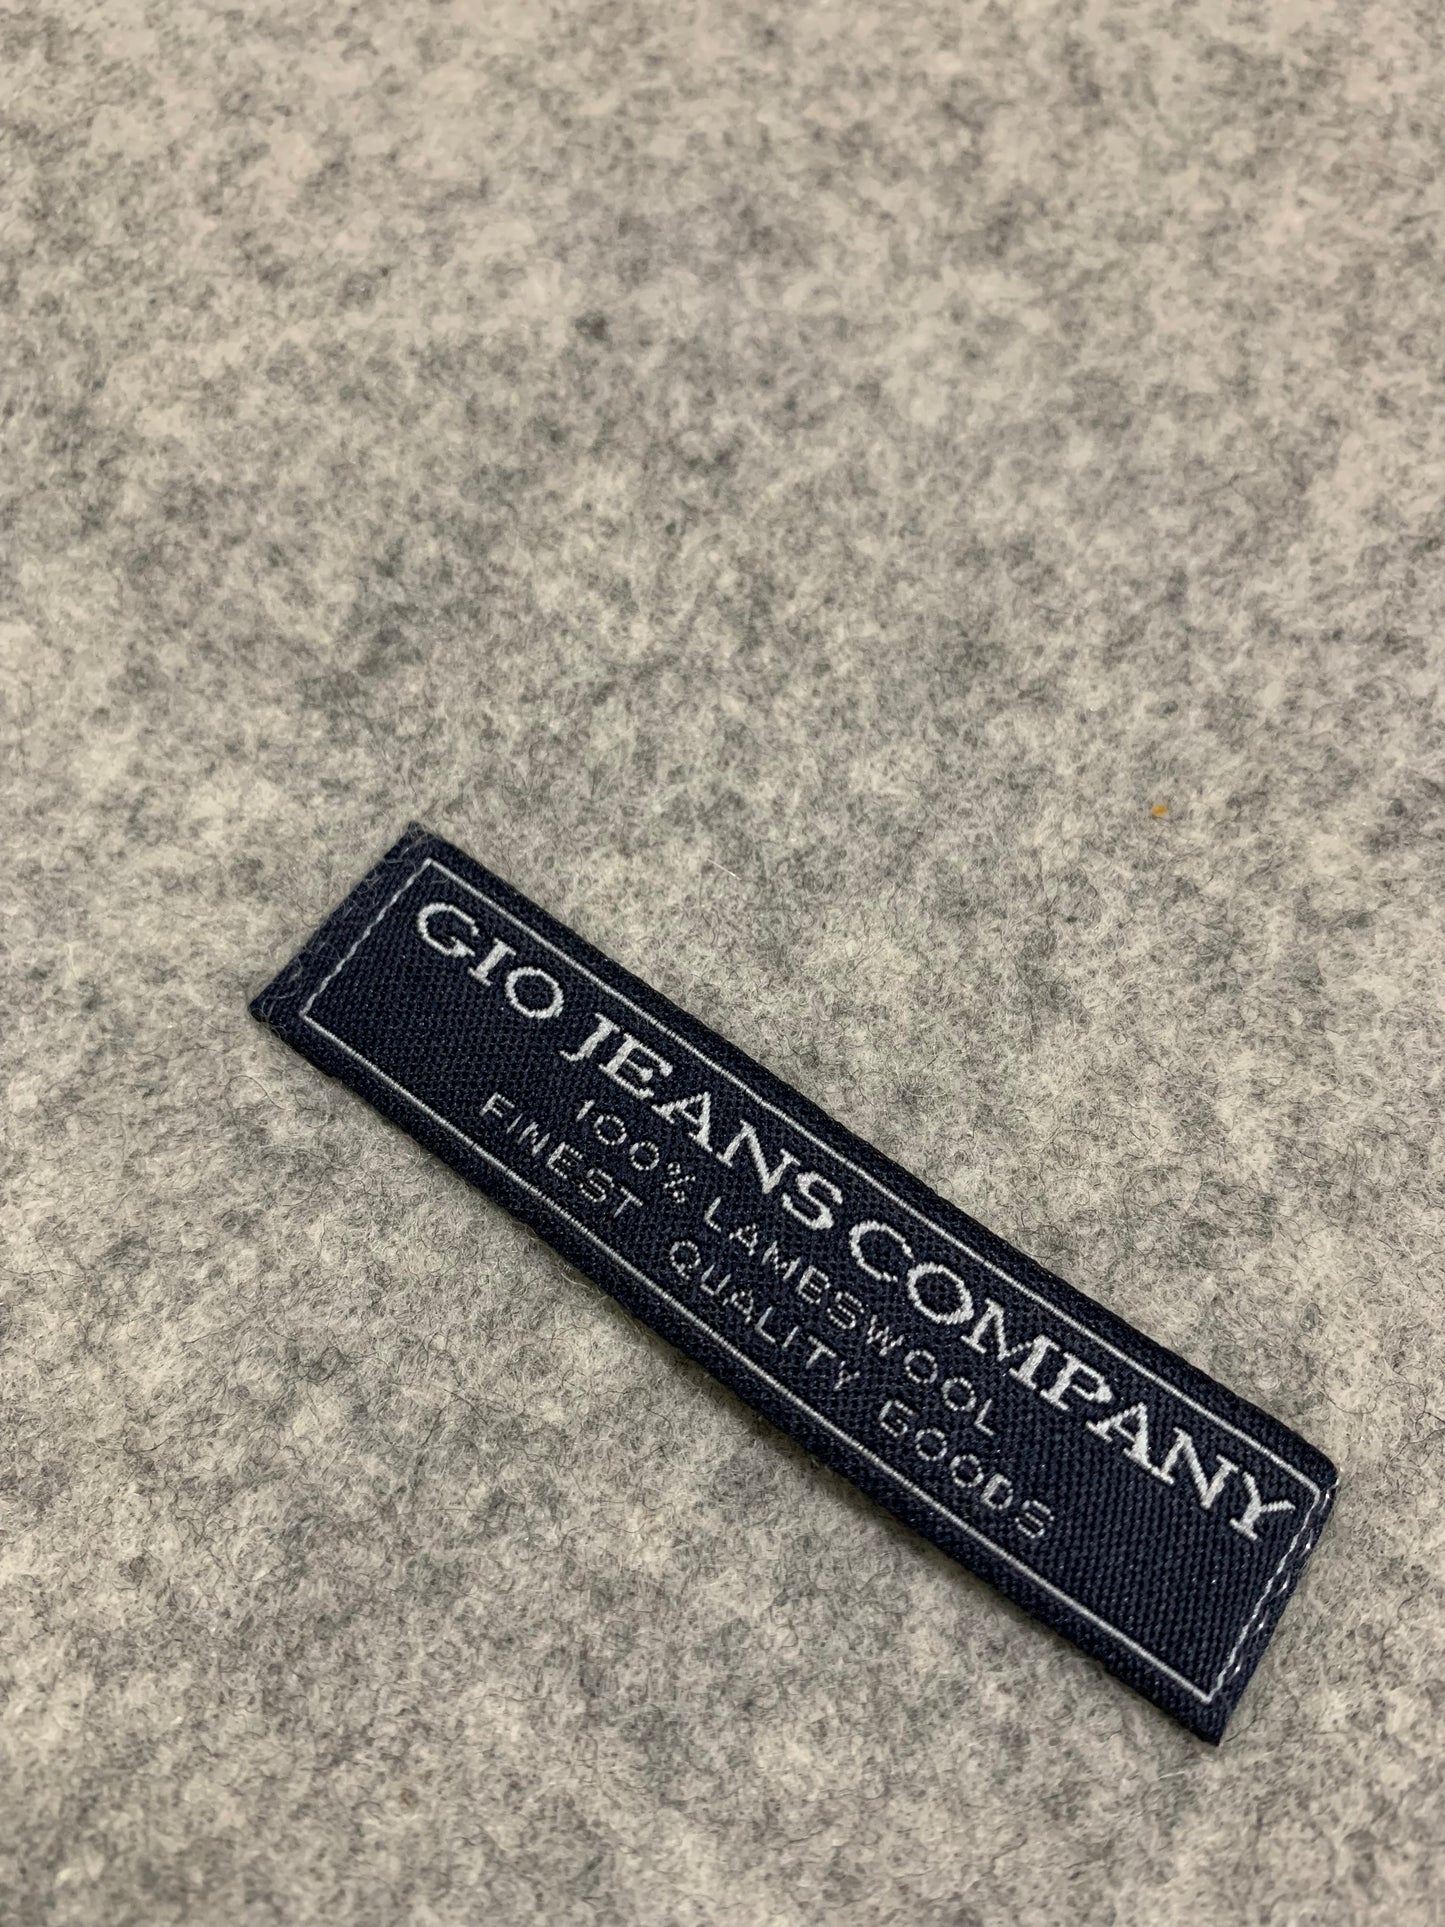 GIO JEANS COMPANY
100% LAMBSWOOL
FINEST QUALITY GOODS